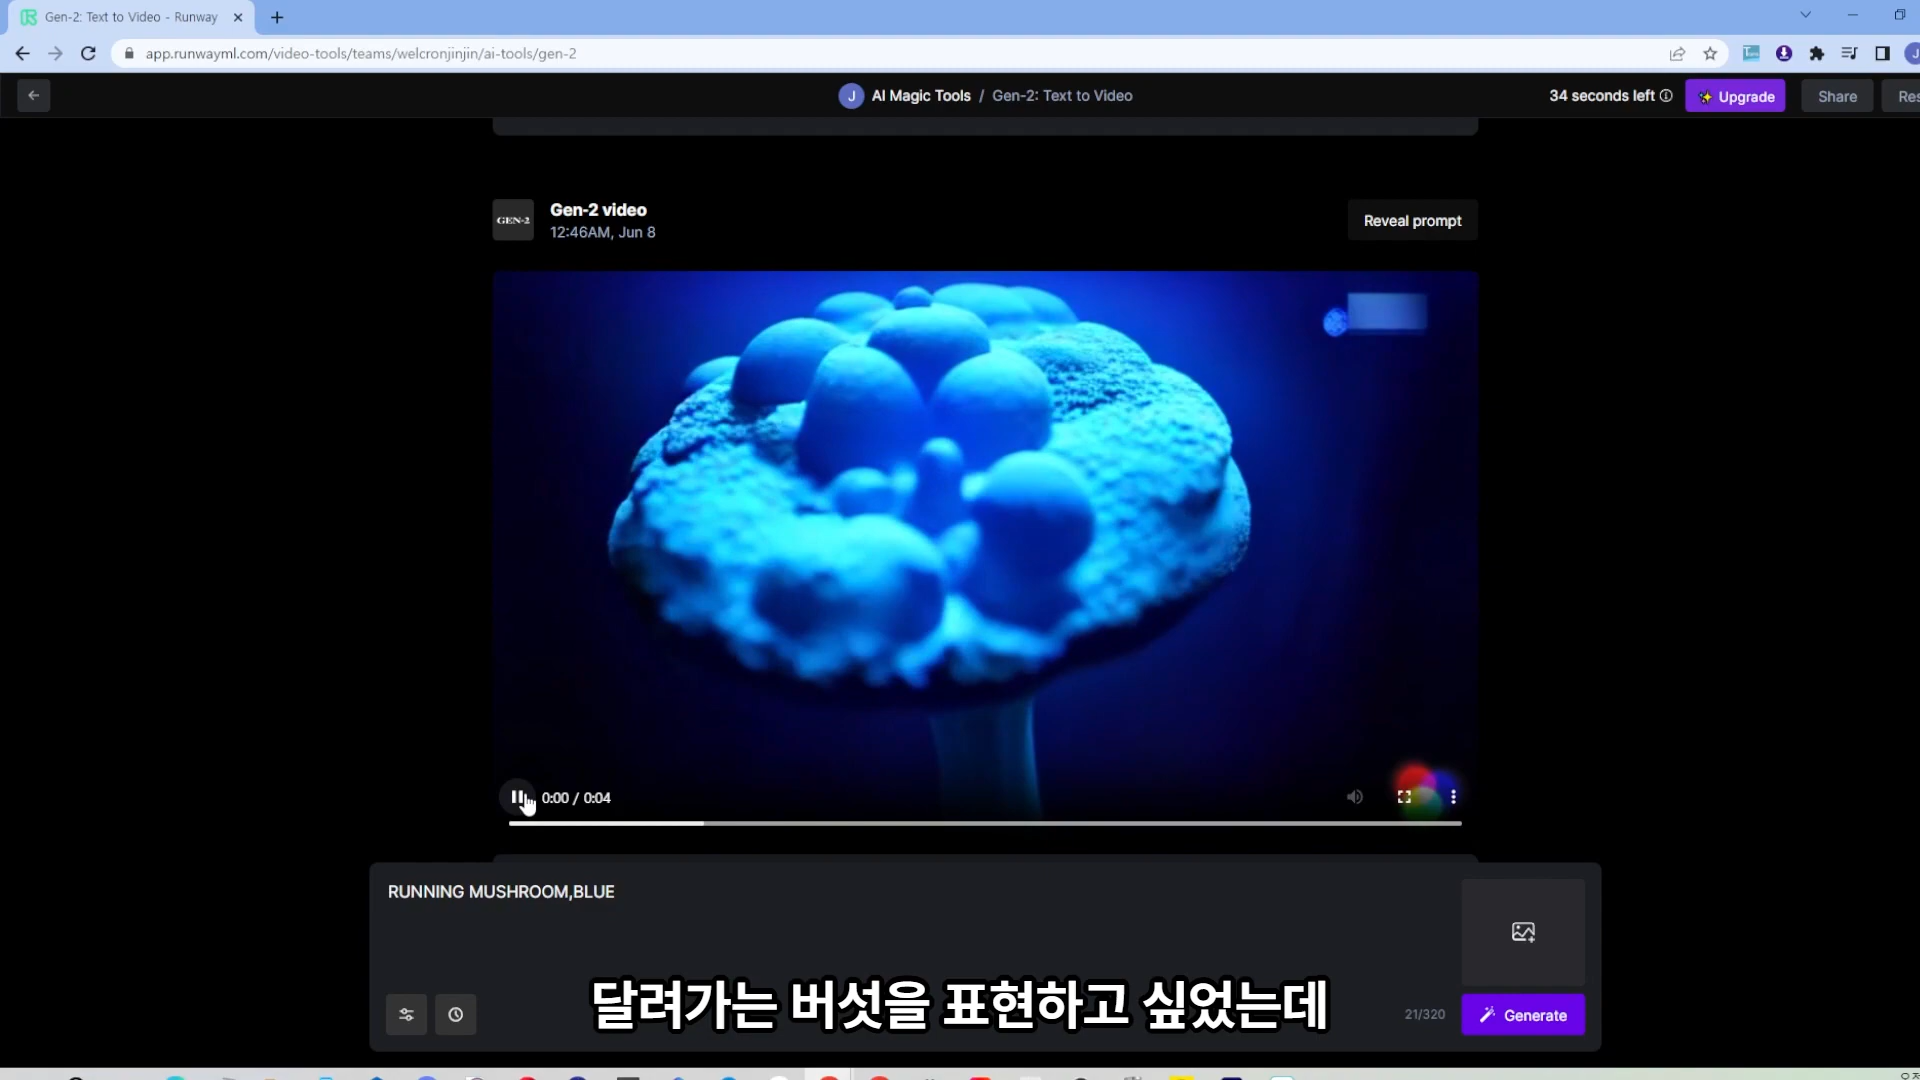 Gen-2: Text to Video - Runway
app.runwayml.com/video-tools/teams/welcronjinjin/ai-tools/gen-2
J AI Magic Tools / Gen-2: Text to Video
34 seconds left
Upgrade
Share
GEN-2
Gen-2 video
12:46AM, Jun 8
Reveal prompt
0:00 / 0:04
RUNNING MUSHROOM,BLUE
달려가는 버섯을 표현하고 싶었는데
21/320
Generate